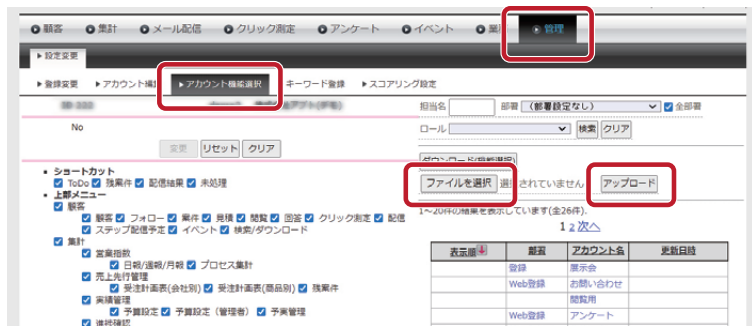 顧客 集計 メール配信 クリック測定 アンケート イベント 管理
設定変更
登録変更 アカウント編 アカウント機能選択 キーワード登録 スコアリング設定
担当名 部署 (部署設定なし) 全部署
No
ロール 検索 クリア
変更 リセット クリア
ショートカット
ToDo 残案件 配信結果 未処理
上部メニュー
顧客
顧客 フォロー 案件 見積 閲覧 回答 クリック測定 配信
ステップ配信予定 イベント 検索/ダウンロード
集計
営業指数
日報/週報/月報 プロセス集計
売上先行管理
受注計画表(会社別) 受注計画表(商品別) 残案件
実績管理
予算設定 予算設定(管理者) 予実管理
進捗確認
ファイルを選択 選択されていません アップロード
1~20件の結果を表示しています(全26件).
1 2 次へ
表示順 部署 アカウント名 更新日時
登録 展示会
Web登録 お問い合わせ
閲覧用
Web登録 アンケート